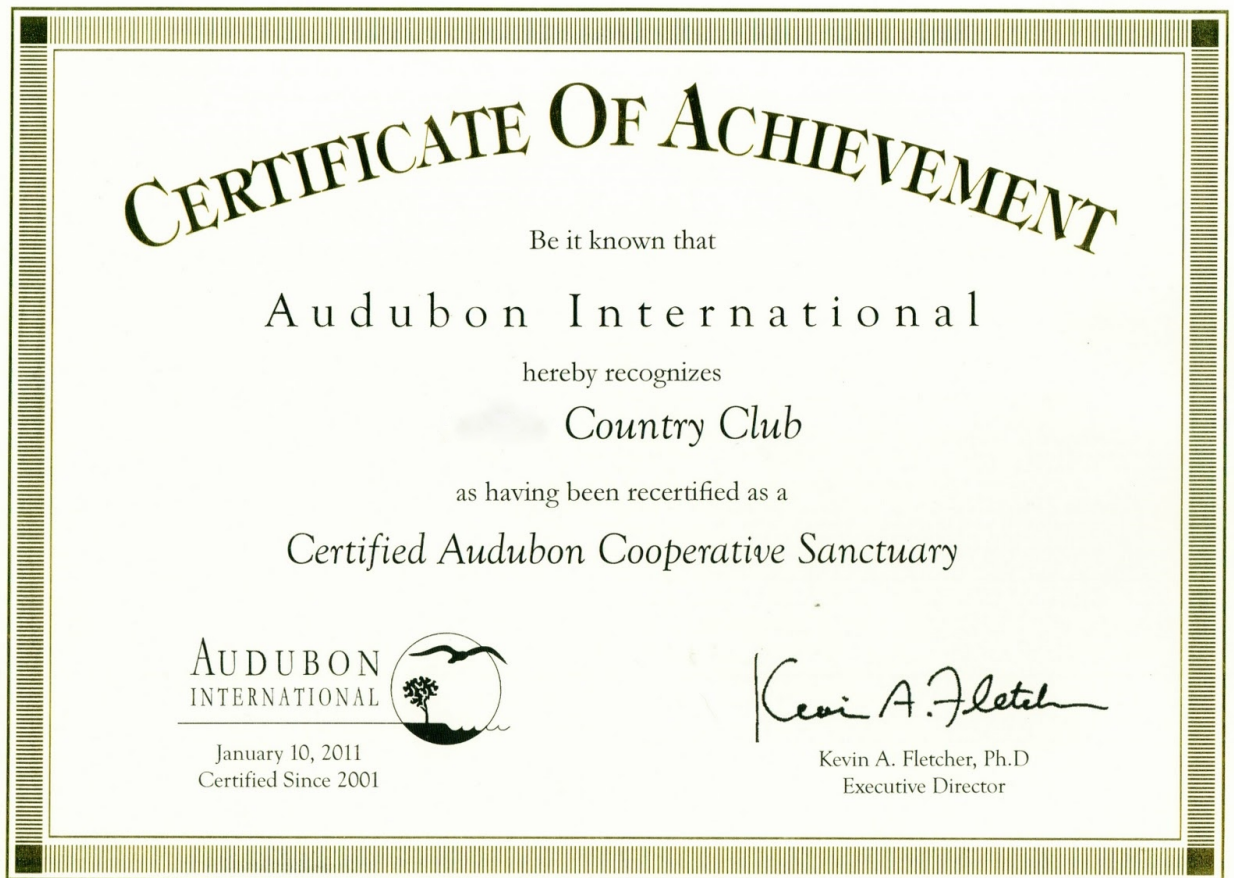 CERTIFICATE OF ACHIEVEMENT
Be it known that
Audubon International
hereby recognizes
Country Club
as having been recertified as a
Certified Audubon Cooperative Sanctuary
AUDUBON
INTERNATIONAL
January 10, 2011
Certified Since 2001
Kevin A. Fletcher
Kevin A. Fletcher, Ph.D
Executive Director